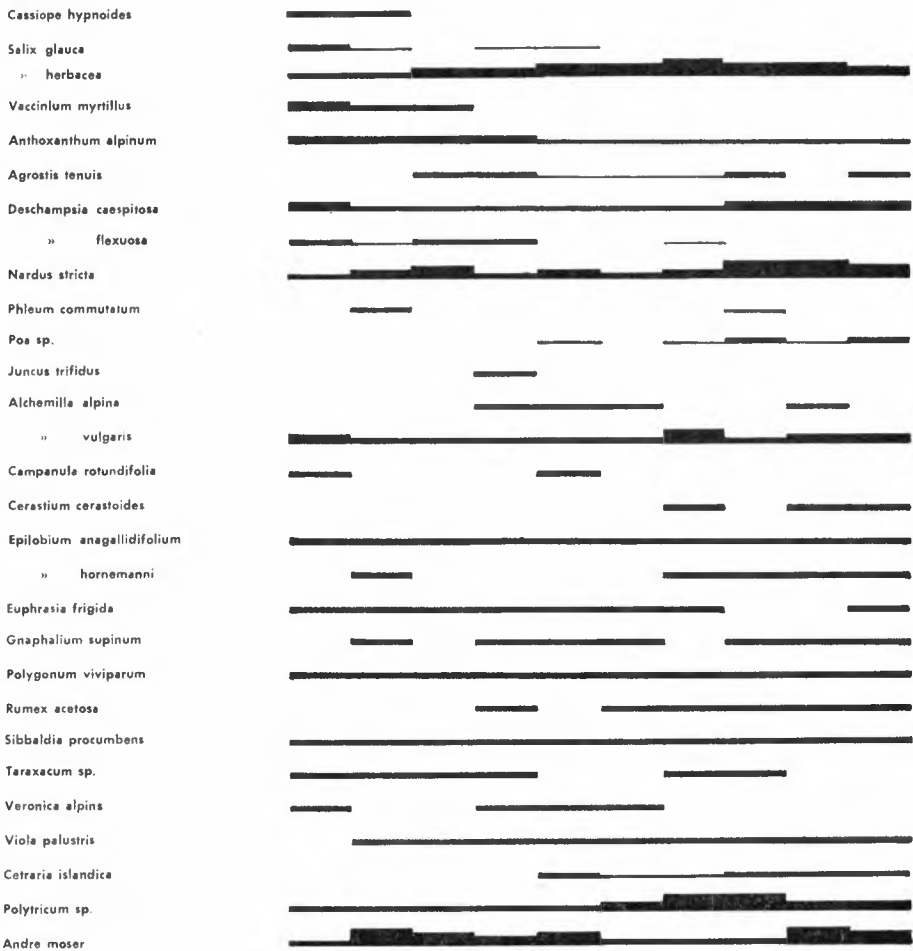 Cassiope hypnoides
Salix glauca
» herbacea
Vaccinium myrtillus
Anthoxanthum alpinum
Agrostis tenuis
Deschampsia caespitosa
» flexuosa
Nardus stricta
Phleum commutatum
Poa sp.
Juncus trifidus
Alchemilla alpina
» vulgaris
Campanula rotundifolia
Cerastium cerastoides
Epilobium anagallidifolium
» hornemanni
Euphrasia frigida
Gnaphalium supinum
Polygonum viviparum
Rumex acetosa
Sibbaldia procumbens
Taraxacum sp.
Veronica alpins
Viola palustris
Cetraria islandica
Polytricum sp.
Andre moser